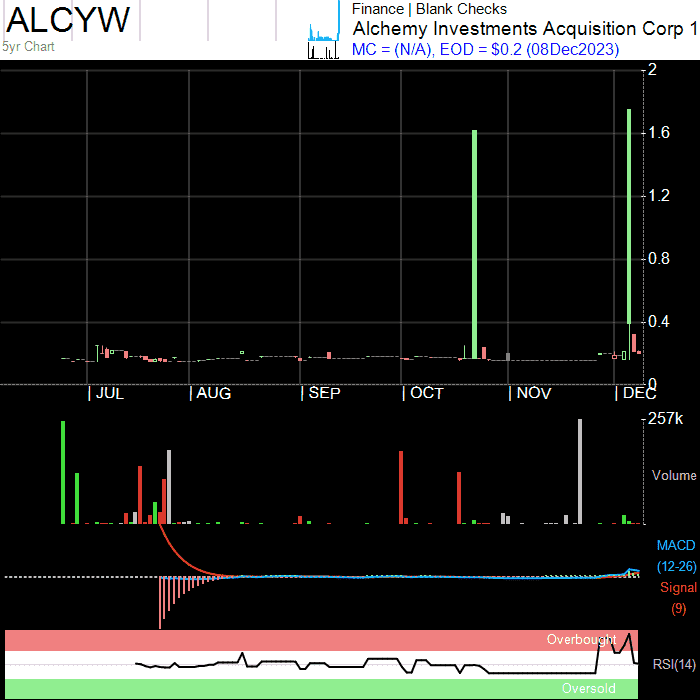 ALCYW
5yr Chart
Finance | Blank Checks
Alchemy Investments Acquisition Corp 1
MC = (N/A), EOD = $0.2 (08Dec2023)
2
1.6
1.2
0.8
0.4
0
JUL AUG SEP OCT NOV DEC
257k
Volume
MACD
(12-26)
Signal
(9)
Overbought
RSI(14)
Oversold